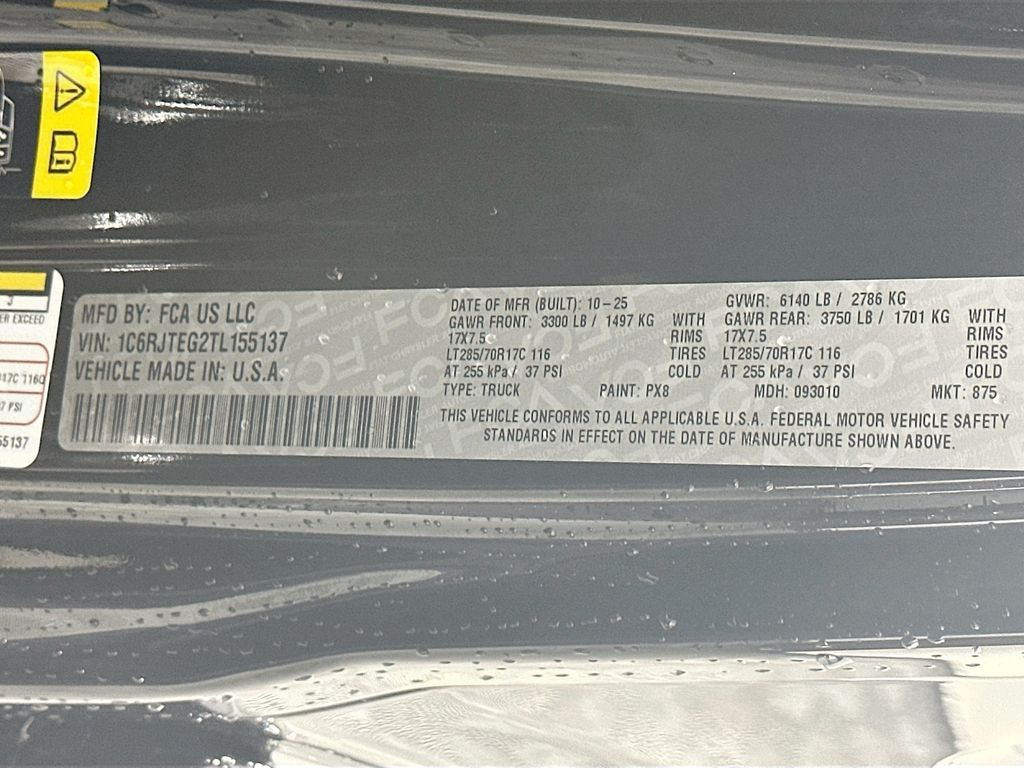 MFD BY: FCA US LLC
VIN: 1C6RJTEG2TL155137
VEHICLE MADE IN: U.S.A.
DATE OF MFR (BUILT): 10-25
GVWR: 6140 LB / 2786 KG
GAWR FRONT: 3300 LB / 1497 KG WITH
17X7.5 RIMS
LT285/70R17C 116 TIRES
AT 255 kPa / 37 PSI COLD
GAWR REAR: 3750 LB / 1701 KG WITH
17X7.5 RIMS
LT285/70R17C 116 TIRES
AT 255 kPa / 37 PSI COLD
TYPE: TRUCK PAINT: PX8 MDH: 093010 MKT: 875
THIS VEHICLE CONFORMS TO ALL APPLICABLE U.S.A. FEDERAL MOTOR VEHICLE SAFETY
STANDARDS IN EFFECT ON THE DATE OF MANUFACTURE SHOWN ABOVE.
EXCEED
55137